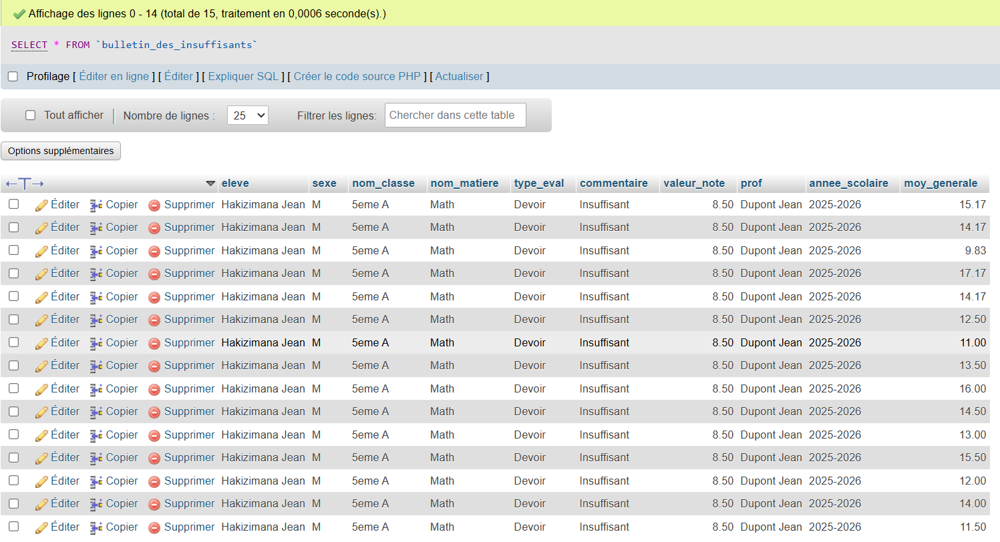 Affichage des lignes 0 - 14 (total de 15, traitement en 0,0006 seconde(s).)
SELECT * FROM `bulletin_des_insuffisants`
Profilage [ Éditer en ligne ] [ Éditer ] [ Expliquer SQL ] [ Créer le code source PHP ] [ Actualiser ]
Tout afficher Nombre de lignes : 25 Filtrer les lignes: Chercher dans cette table
Options supplémentaires
←T→ eleve sexe nom_classe nom_matiere type_eval commentaire valeur_note prof annee_scolaire moy_generale
Éditer Copier Supprimer Hakizimana Jean M 5eme A Math Devoir Insuffisant 8.50 Dupont Jean 2025-2026 15.17
Éditer Copier Supprimer Hakizimana Jean M 5eme A Math Devoir Insuffisant 8.50 Dupont Jean 2025-2026 14.17
Éditer Copier Supprimer Hakizimana Jean M 5eme A Math Devoir Insuffisant 8.50 Dupont Jean 2025-2026 9.83
Éditer Copier Supprimer Hakizimana Jean M 5eme A Math Devoir Insuffisant 8.50 Dupont Jean 2025-2026 17.17
Éditer Copier Supprimer Hakizimana Jean M 5eme A Math Devoir Insuffisant 8.50 Dupont Jean 2025-2026 14.17
Éditer Copier Supprimer Hakizimana Jean M 5eme A Math Devoir Insuffisant 8.50 Dupont Jean 2025-2026 12.50
Éditer Copier Supprimer Hakizimana Jean M 5eme A Math Devoir Insuffisant 8.50 Dupont Jean 2025-2026 11.00
Éditer Copier Supprimer Hakizimana Jean M 5eme A Math Devoir Insuffisant 8.50 Dupont Jean 2025-2026 13.50
Éditer Copier Supprimer Hakizimana Jean M 5eme A Math Devoir Insuffisant 8.50 Dupont Jean 2025-2026 16.00
Éditer Copier Supprimer Hakizimana Jean M 5eme A Math Devoir Insuffisant 8.50 Dupont Jean 2025-2026 14.50
Éditer Copier Supprimer Hakizimana Jean M 5eme A Math Devoir Insuffisant 8.50 Dupont Jean 2025-2026 13.00
Éditer Copier Supprimer Hakizimana Jean M 5eme A Math Devoir Insuffisant 8.50 Dupont Jean 2025-2026 15.50
Éditer Copier Supprimer Hakizimana Jean M 5eme A Math Devoir Insuffisant 8.50 Dupont Jean 2025-2026 12.00
Éditer Copier Supprimer Hakizimana Jean M 5eme A Math Devoir Insuffisant 8.50 Dupont Jean 2025-2026 14.00
Éditer Copier Supprimer Hakizimana Jean M 5eme A Math Devoir Insuffisant 8.50 Dupont Jean 2025-2026 11.50